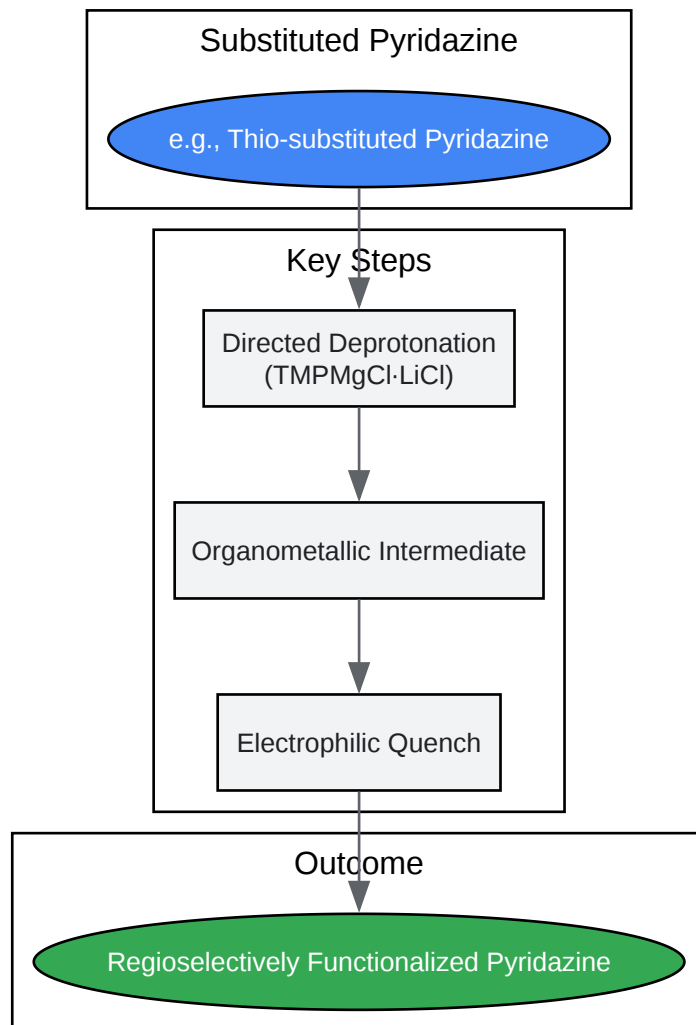 Substituted Pyridazine
e.g., Thio-substituted Pyridazine
Key Steps
Directed Deprotonation
(TMPMgCl·LiCl)
Organometallic Intermediate
Electrophilic Quench
Outcome
Regioselectively Functionalized Pyridazine